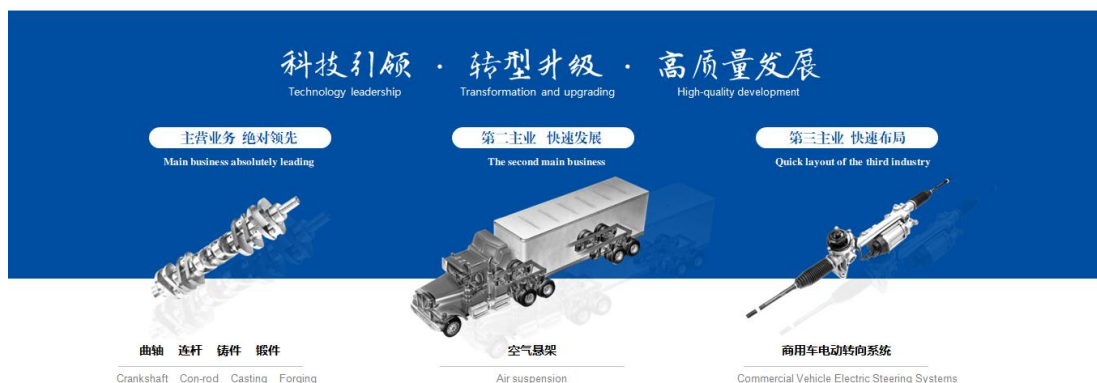 科技引领 · 转型升级 · 高质量发展
Technology leadership Transformation and upgrading High-quality development
主营业务 绝对领先
Main business absolutely leading
第二主业 快速发展
The second main business
第三主业 快速布局
Quick layout of the third industry
曲轴 连杆 铸件 锻件
Crankshaft Con-rod Casting Forging
空气悬架
Air suspension
商用车电动转向系统
Commercial Vehicle Electric Steering Systems